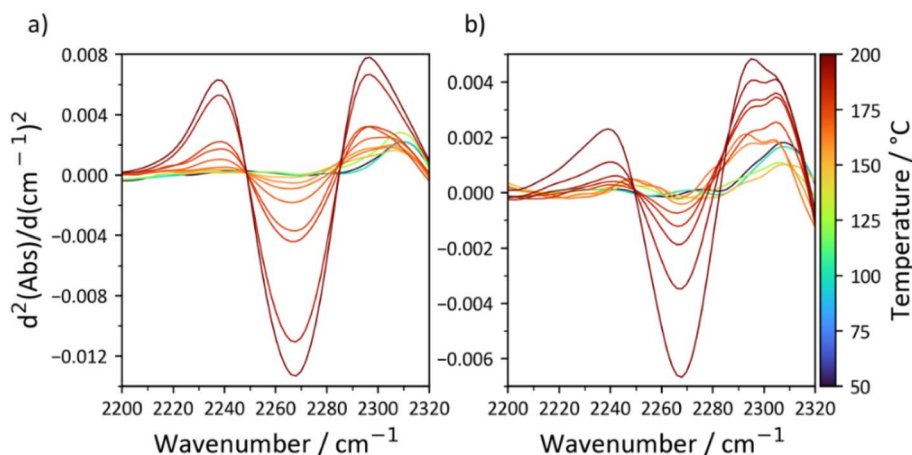 a)
0.008
0.004
0.000
−0.004
−0.008
−0.012
d²(Abs)/d(cm⁻¹)²
2200 2220 2240 2260 2280 2300 2320
Wavenumber / cm⁻¹
b)
0.004
0.002
0.000
−0.002
−0.004
−0.006
2200 2220 2240 2260 2280 2300 2320
Wavenumber / cm⁻¹
200
175
150
125
100
75
50
Temperature / °C